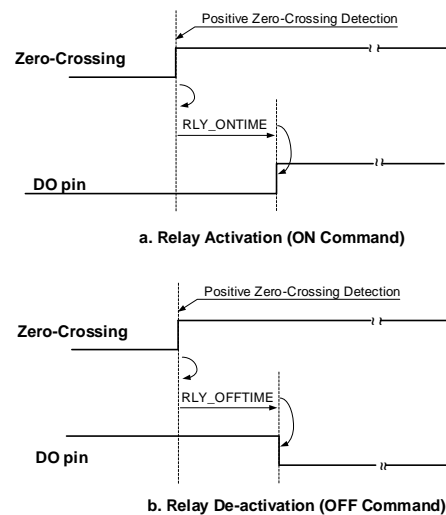 Positive Zero-Crossing Detection
Zero-Crossing
RLY_ONTIME
DO pin
a. Relay Activation (ON Command)
Positive Zero-Crossing Detection
Zero-Crossing
RLY_OFFTIME
DO pin
b. Relay De-activation (OFF Command)